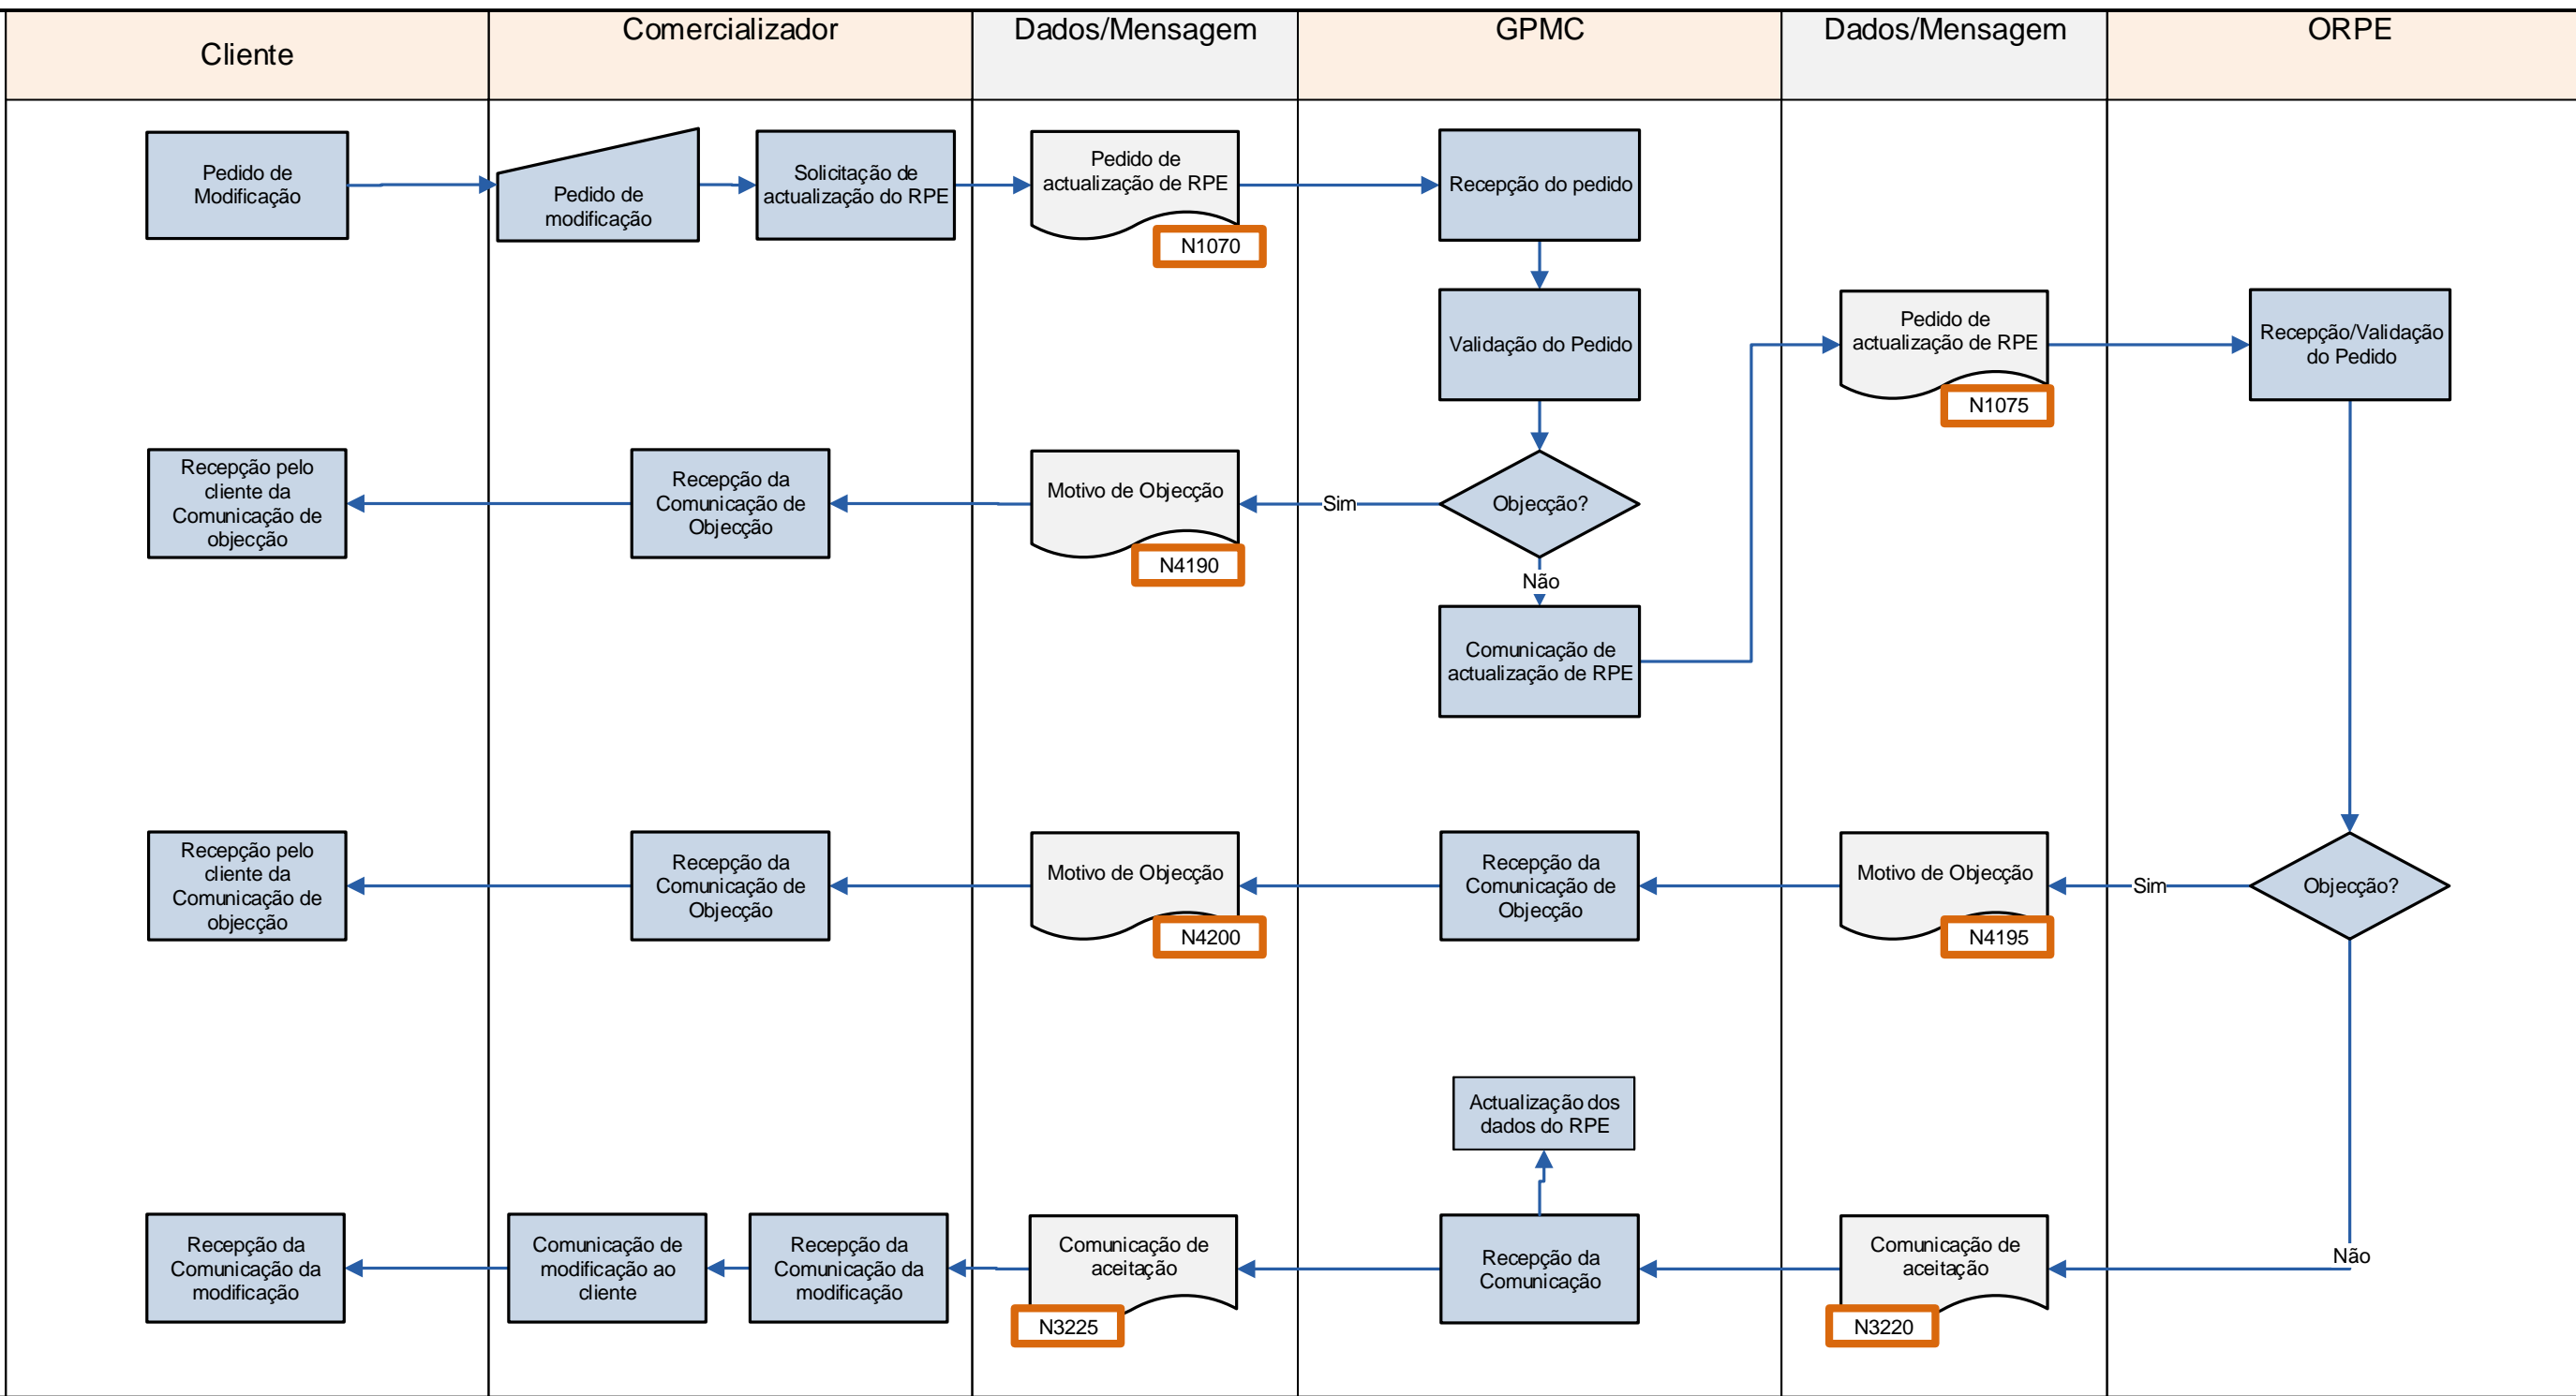 Cliente
Comercializador
Dados/Mensagem
GPMC
Dados/Mensagem
ORPE
Pedido de
Modificação
Pedido de
modificação
Solicitação de
actualização do RPE
Pedido de
actualização de RPE
N1070
Recepção do pedido
Validação do Pedido
Pedido de
actualização de RPE
N1075
Recepção/Validação
do Pedido
Recepção pelo
cliente da
Comunicação de
objecção
Recepção da
Comunicação de
Objecção
Motivo de Objecção
N4190
Sim
Objecção?
Não
Comunicação de
actualização de RPE
Recepção pelo
cliente da
Comunicação de
objecção
Recepção da
Comunicação de
Objecção
Motivo de Objecção
N4200
Recepção da
Comunicação de
Objecção
Motivo de Objecção
N4195
Sim
Objecção?
Actualização dos
dados do RPE
Recepção da
Comunicação da
modificação
Comunicação de
modificação ao
cliente
Recepção da
Comunicação da
modificação
Comunicação de
aceitação
N3225
Recepção da
Comunicação
Comunicação de
aceitação
N3220
Não